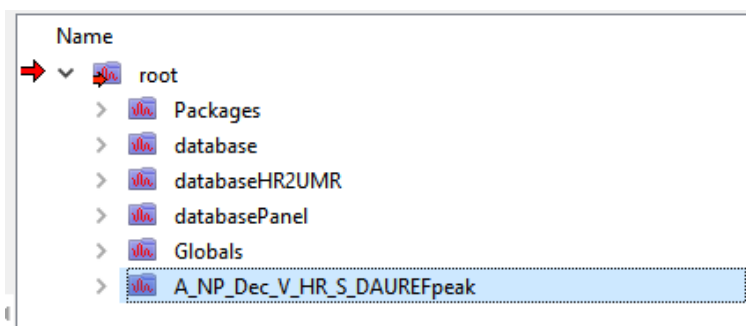 Name
root
Packages
database
databaseHR2UMR
databasePanel
Globals
A_NP_Dec_V_HR_S_DAUREFpeak